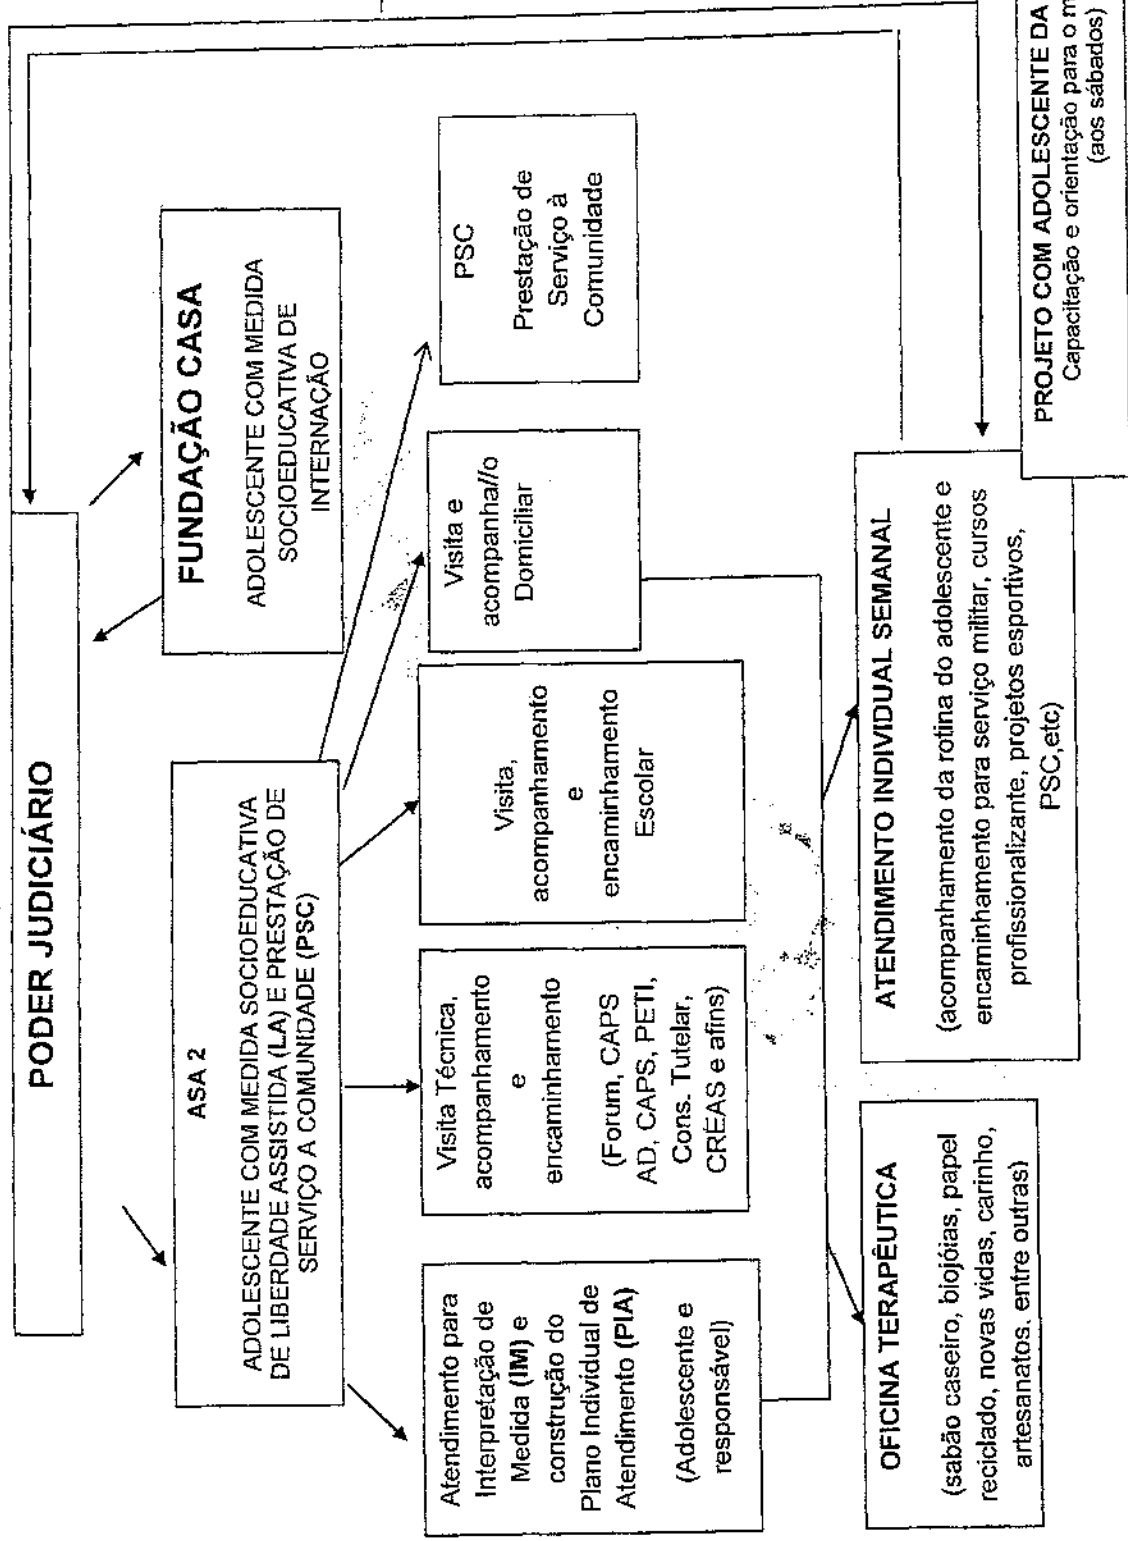 PODER JUDICIÁRIO
FUNDAÇÃO CASA
ADOLESCENTE COM MEDIDA
SOCIOEDUCATIVA DE
INTERNAÇÃO
ASA 2
ADOLESCENTE COM MEDIDA SOCIOEDUCATIVA
DE LIBERDADE ASSISTIDA (LA) E PRESTAÇÃO DE
SERVIÇO A COMUNIDADE (PSC)
Atendimento para
Interpretação de
Medida (IM) e
construção do
Plano Individual de
Atendimento (PIA)
(Adolescente e
responsável)
Visita Técnica,
acompanhamento
e
encaminhamento
(Forum, CAPS
AD, CAPS, PETI,
Cons. Tutelar,
CREAS e afins)
Visita,
acompanhamento
e
encaminhamento
Escolar
Visita e
acompanha//o
Domiciliar
PSC
Prestação de
Serviço à
Comunidade
OFICINA TERAPÊUTICA
(sabão caseiro, biojóias, papel
reciclado, novas vidas, carinho,
artesanatos. entre outras)
ATENDIMENTO INDIVIDUAL SEMANAL
(acompanhamento da rotina do adolescente e
encaminhamento para serviço militar, cursos
profissionalizante, projetos esportivos,
PSC,etc)
PROJETO COM ADOLESCENTE DA
Capacitação e orientação para o m
(aos sábados)